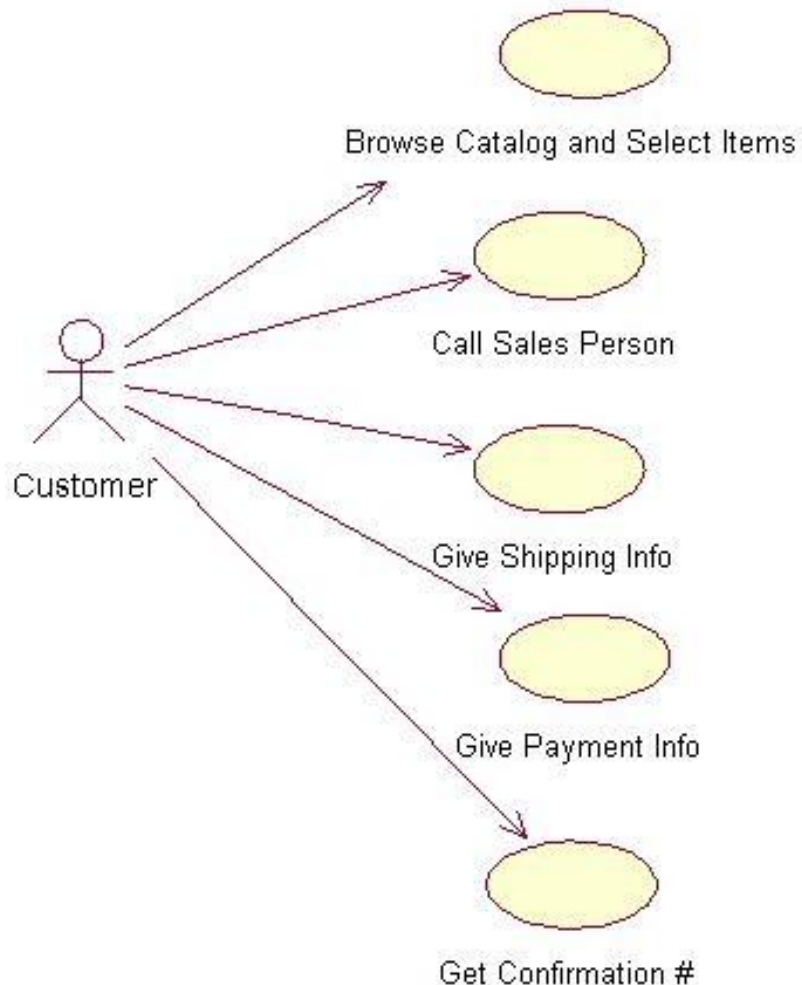 Browse Catalog and Select Items
Call Sales Person
Customer
Give Shipping Info
Give Payment Info
Get Confirmation #